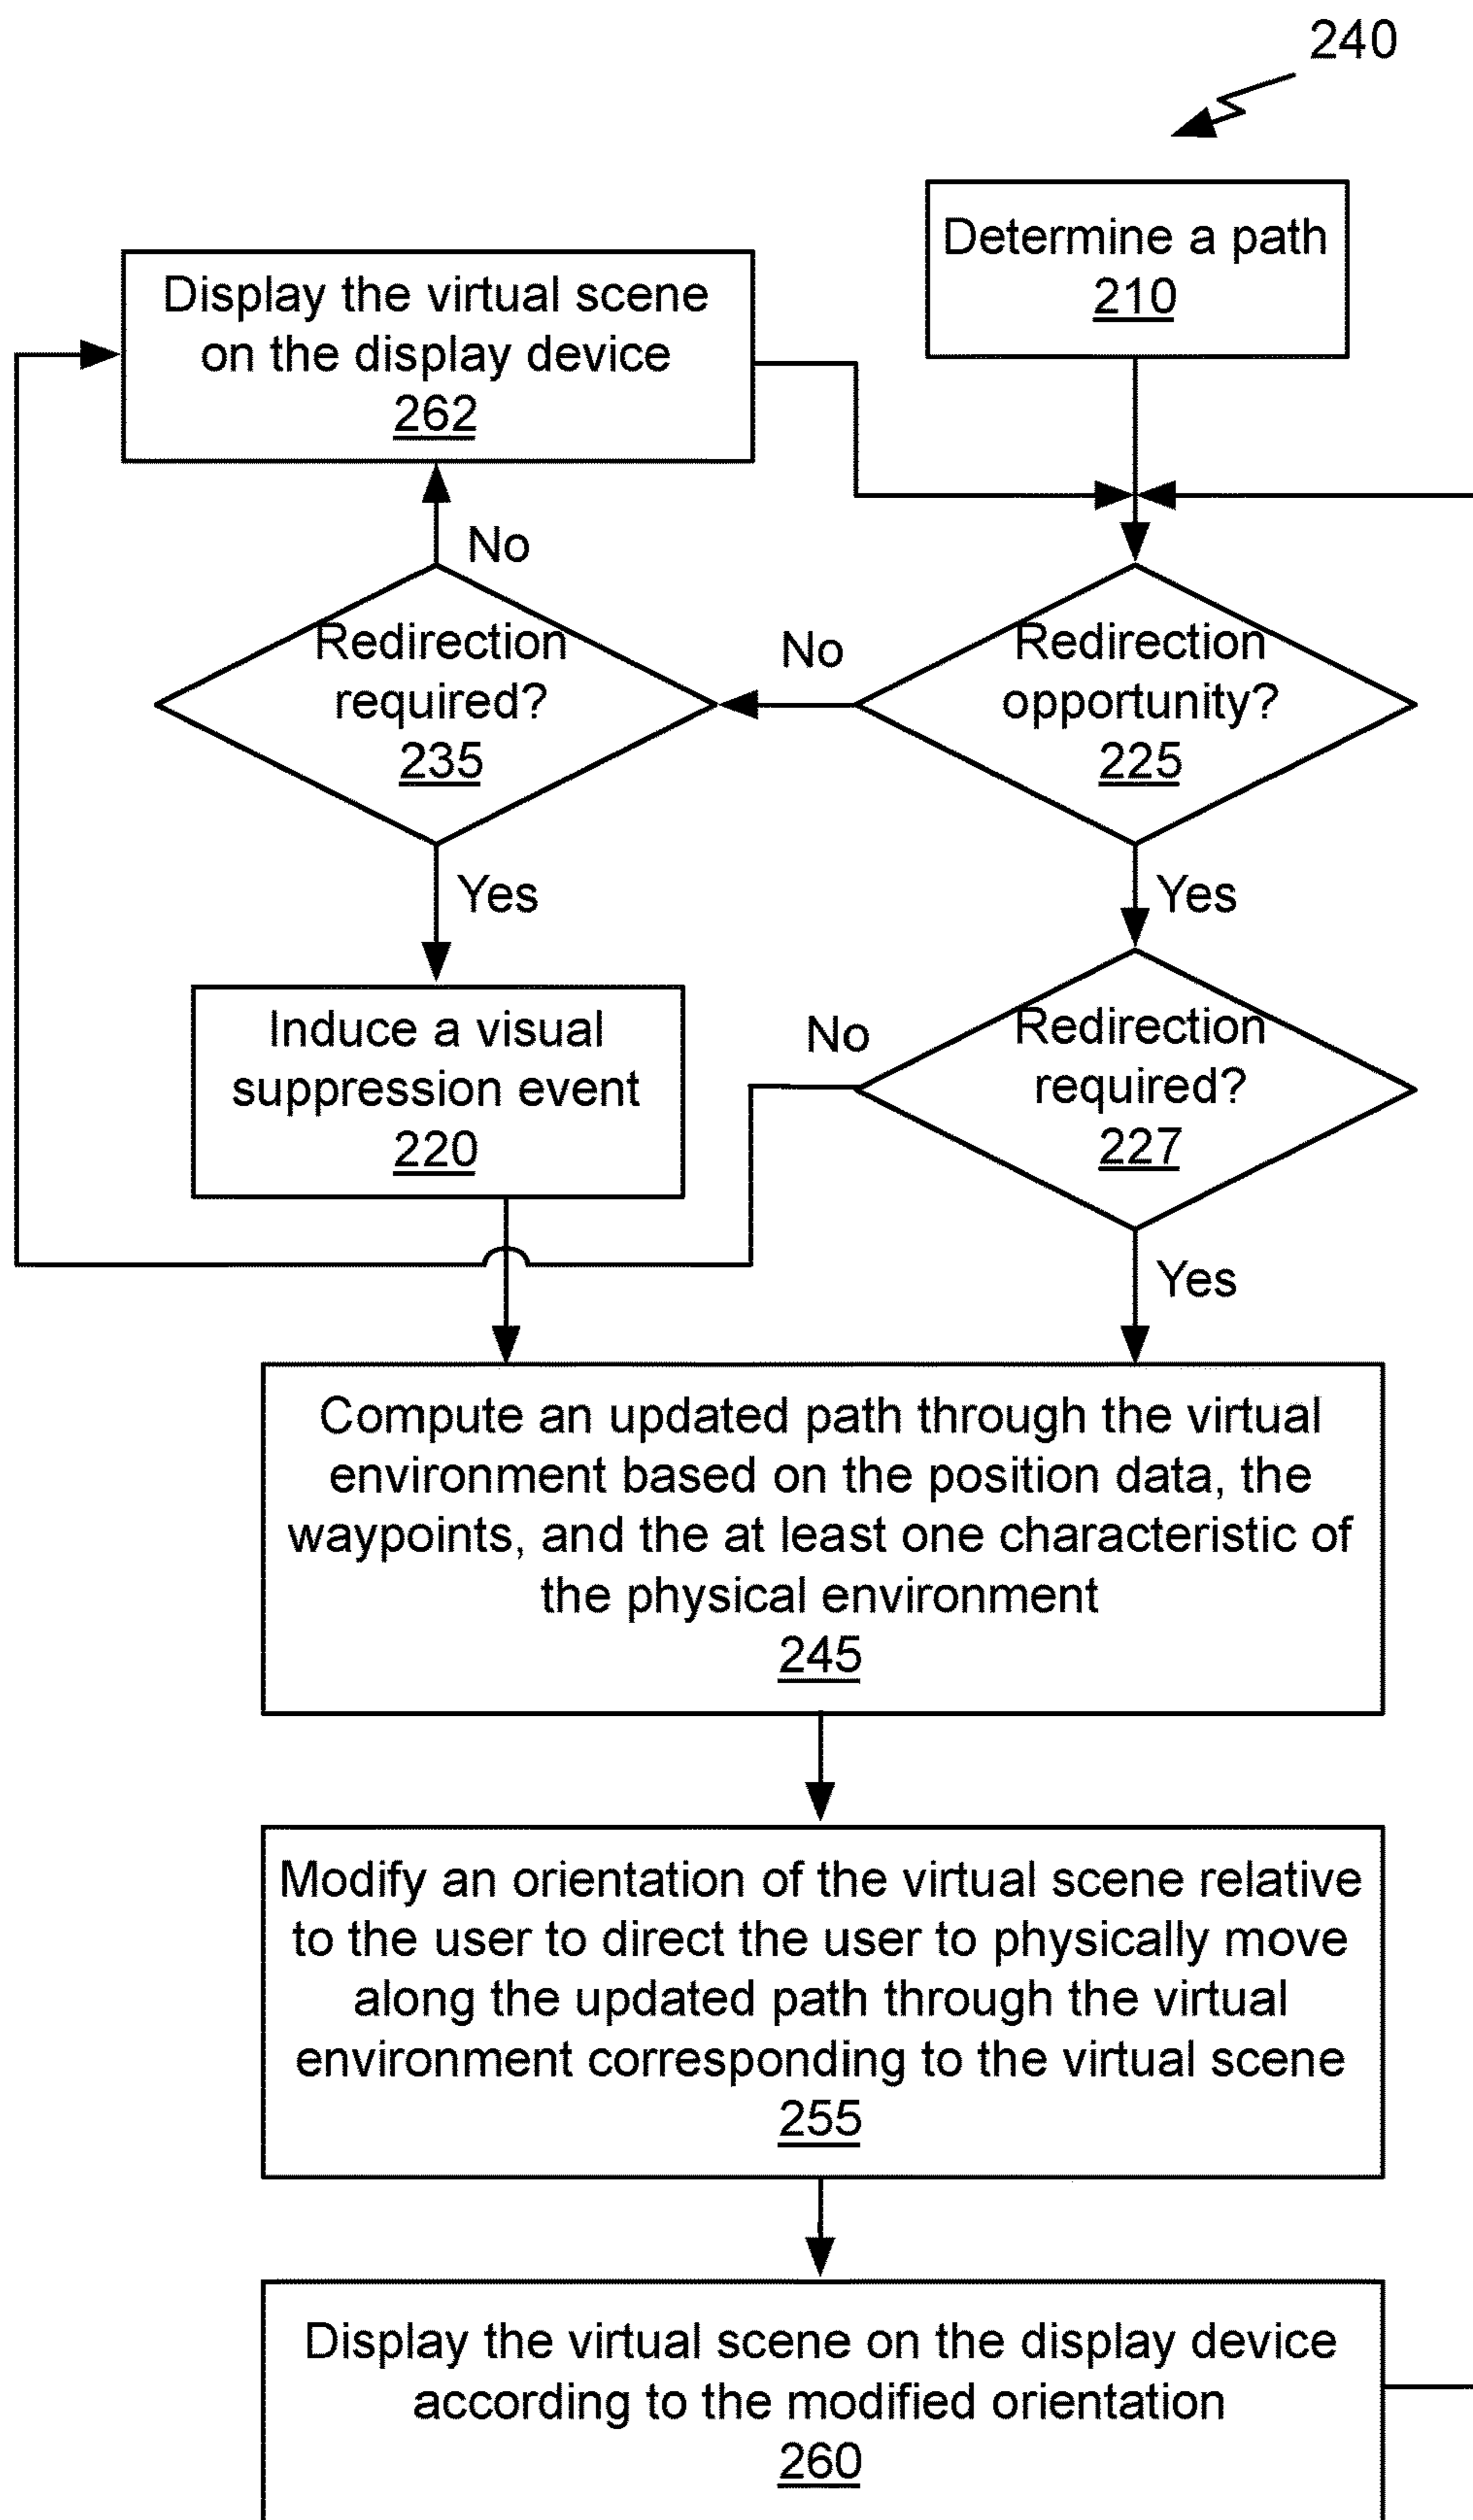 240
Determine a path
210
Display the virtual scene
on the display device
262
No
Redirection
required?
235
No
Redirection
opportunity?
225
Yes
Yes
Induce a visual
suppression event
220
No
Redirection
required?
227
Yes
Compute an updated path through the virtual
environment based on the position data, the
waypoints, and the at least one characteristic of
the physical environment
245
Modify an orientation of the virtual scene relative
to the user to direct the user to physically move
along the updated path through the virtual
environment corresponding to the virtual scene
255
Display the virtual scene on the display device
according to the modified orientation
260